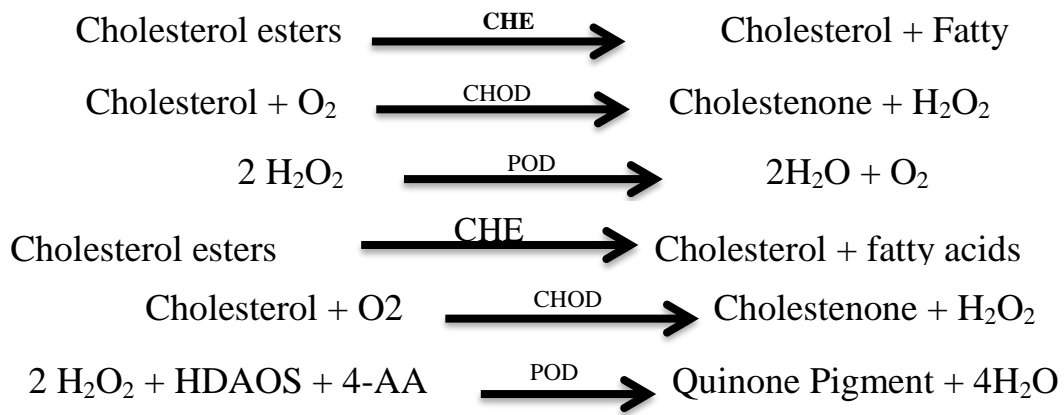 Cholesterol esters CHE Cholesterol + Fatty
Cholesterol + O₂ CHOD Cholestenone + H₂O₂
2 H₂O₂ POD 2H₂O + O₂
Cholesterol esters CHE Cholesterol + fatty acids
Cholesterol + O2 CHOD Cholestenone + H₂O₂
2 H₂O₂ + HDAOS + 4-AA POD Quinone Pigment + 4H₂O